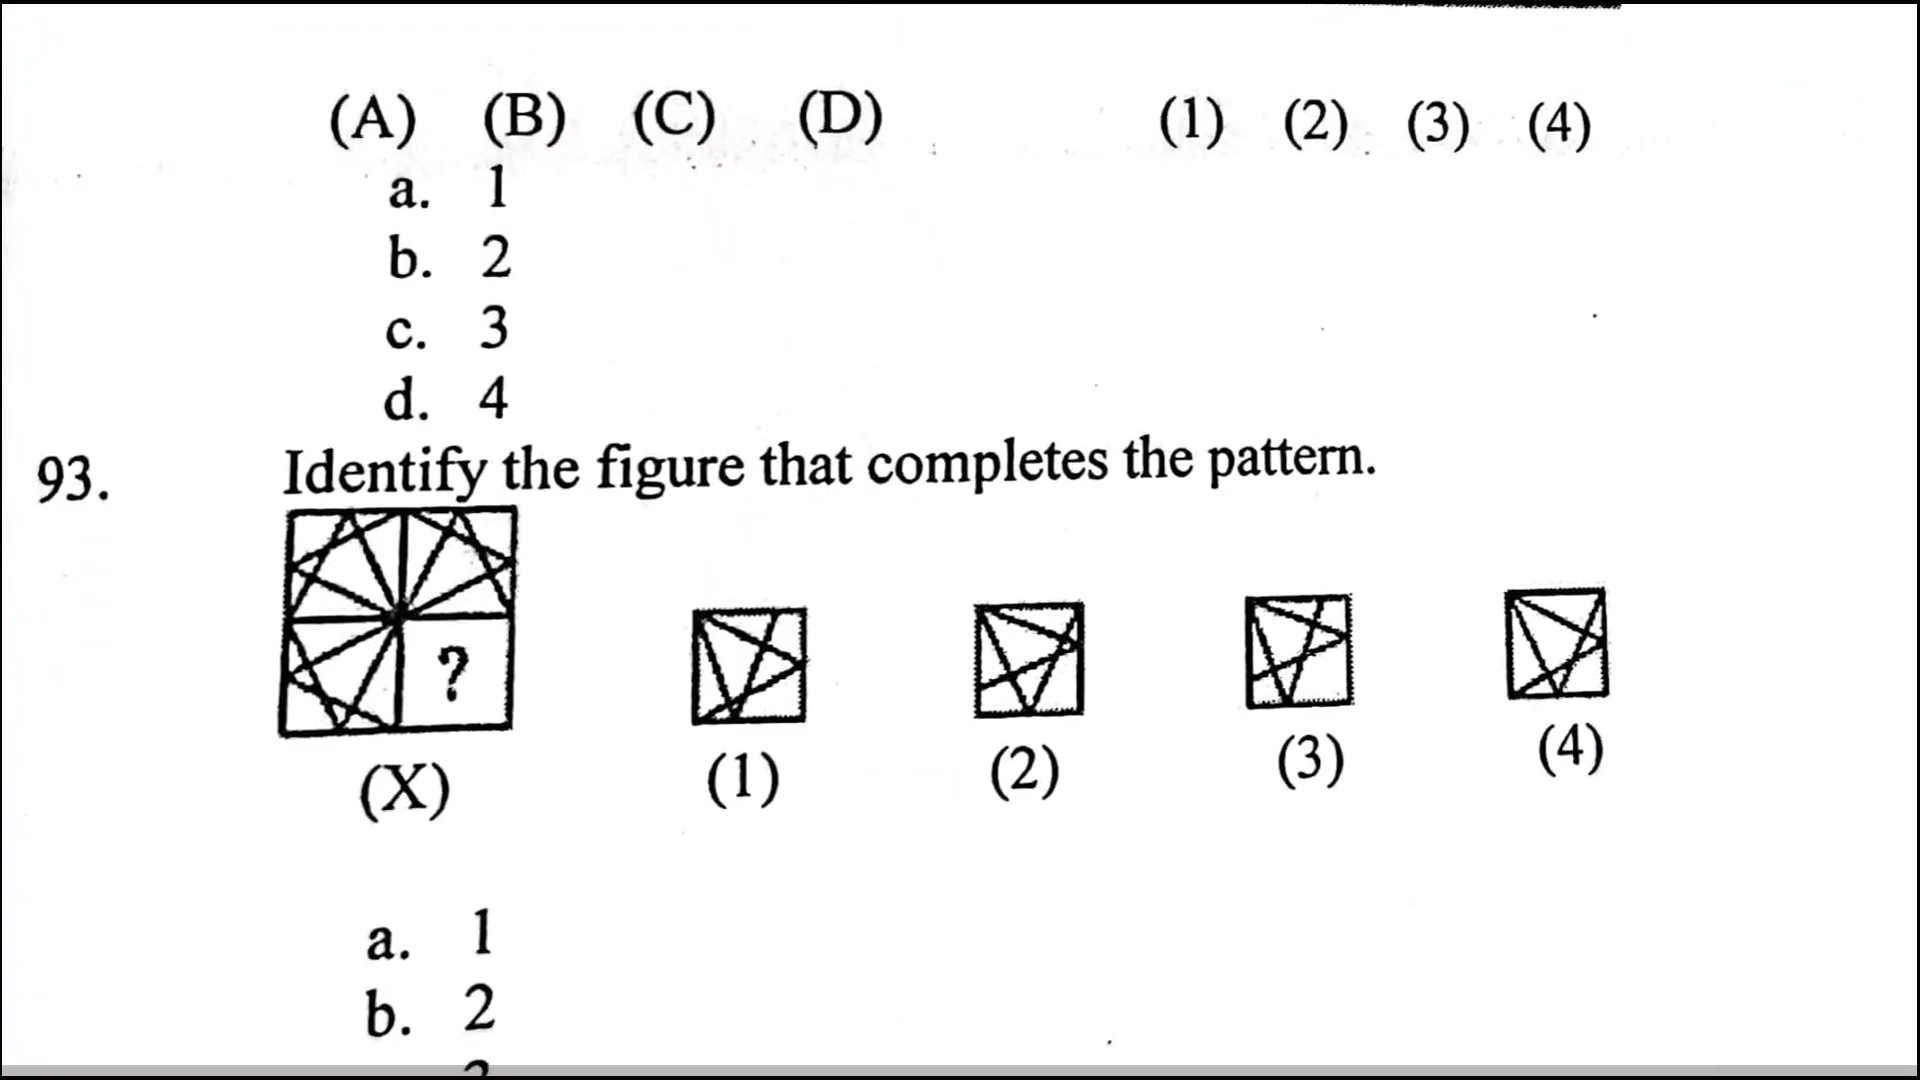 (A) (B) (C) (D) (1) (2) (3) (4)
a. 1
b. 2
c. 3
d. 4
93. Identify the figure that completes the pattern.
?
(X) (1) (2) (3) (4)
a. 1
b. 2